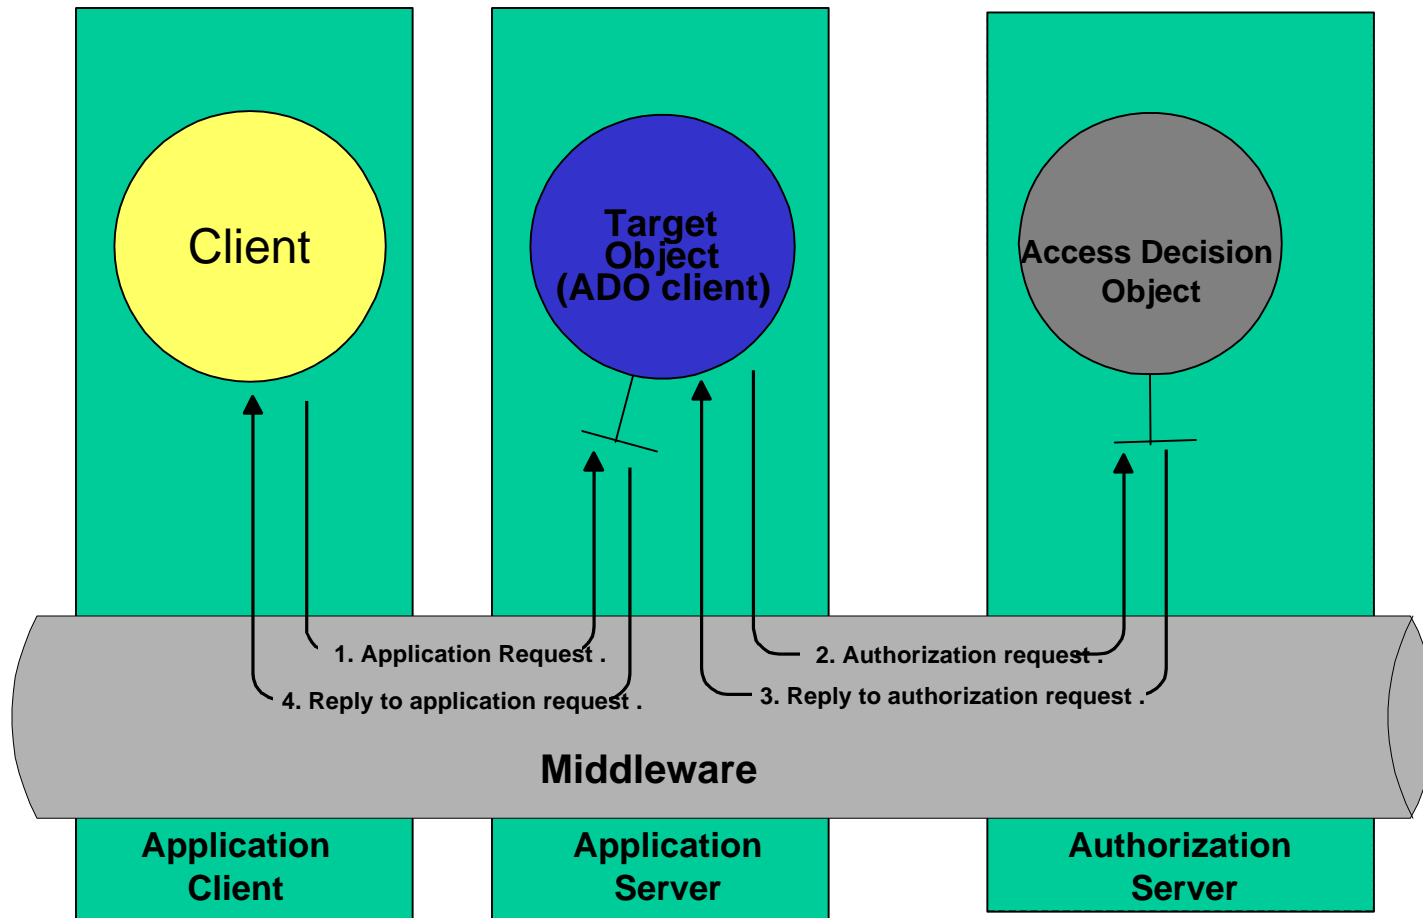 Client
Target
Object
(ADO client)
Access Decision
Object
1. Application Request .
2. Authorization request .
4. Reply to application request .
3. Reply to authorization request .
Middleware
Application
Client
Application
Server
Authorization
Server